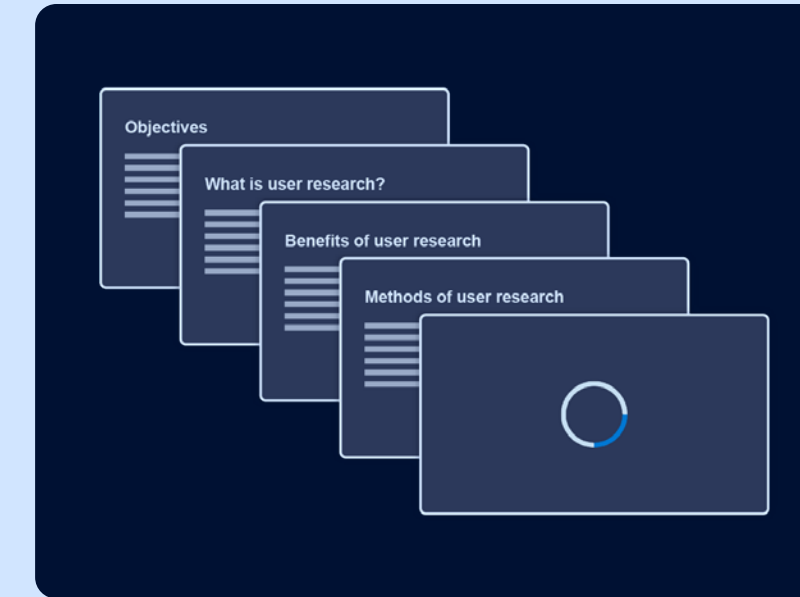 Objectives
What is user research?
Benefits of user research
Methods of user research